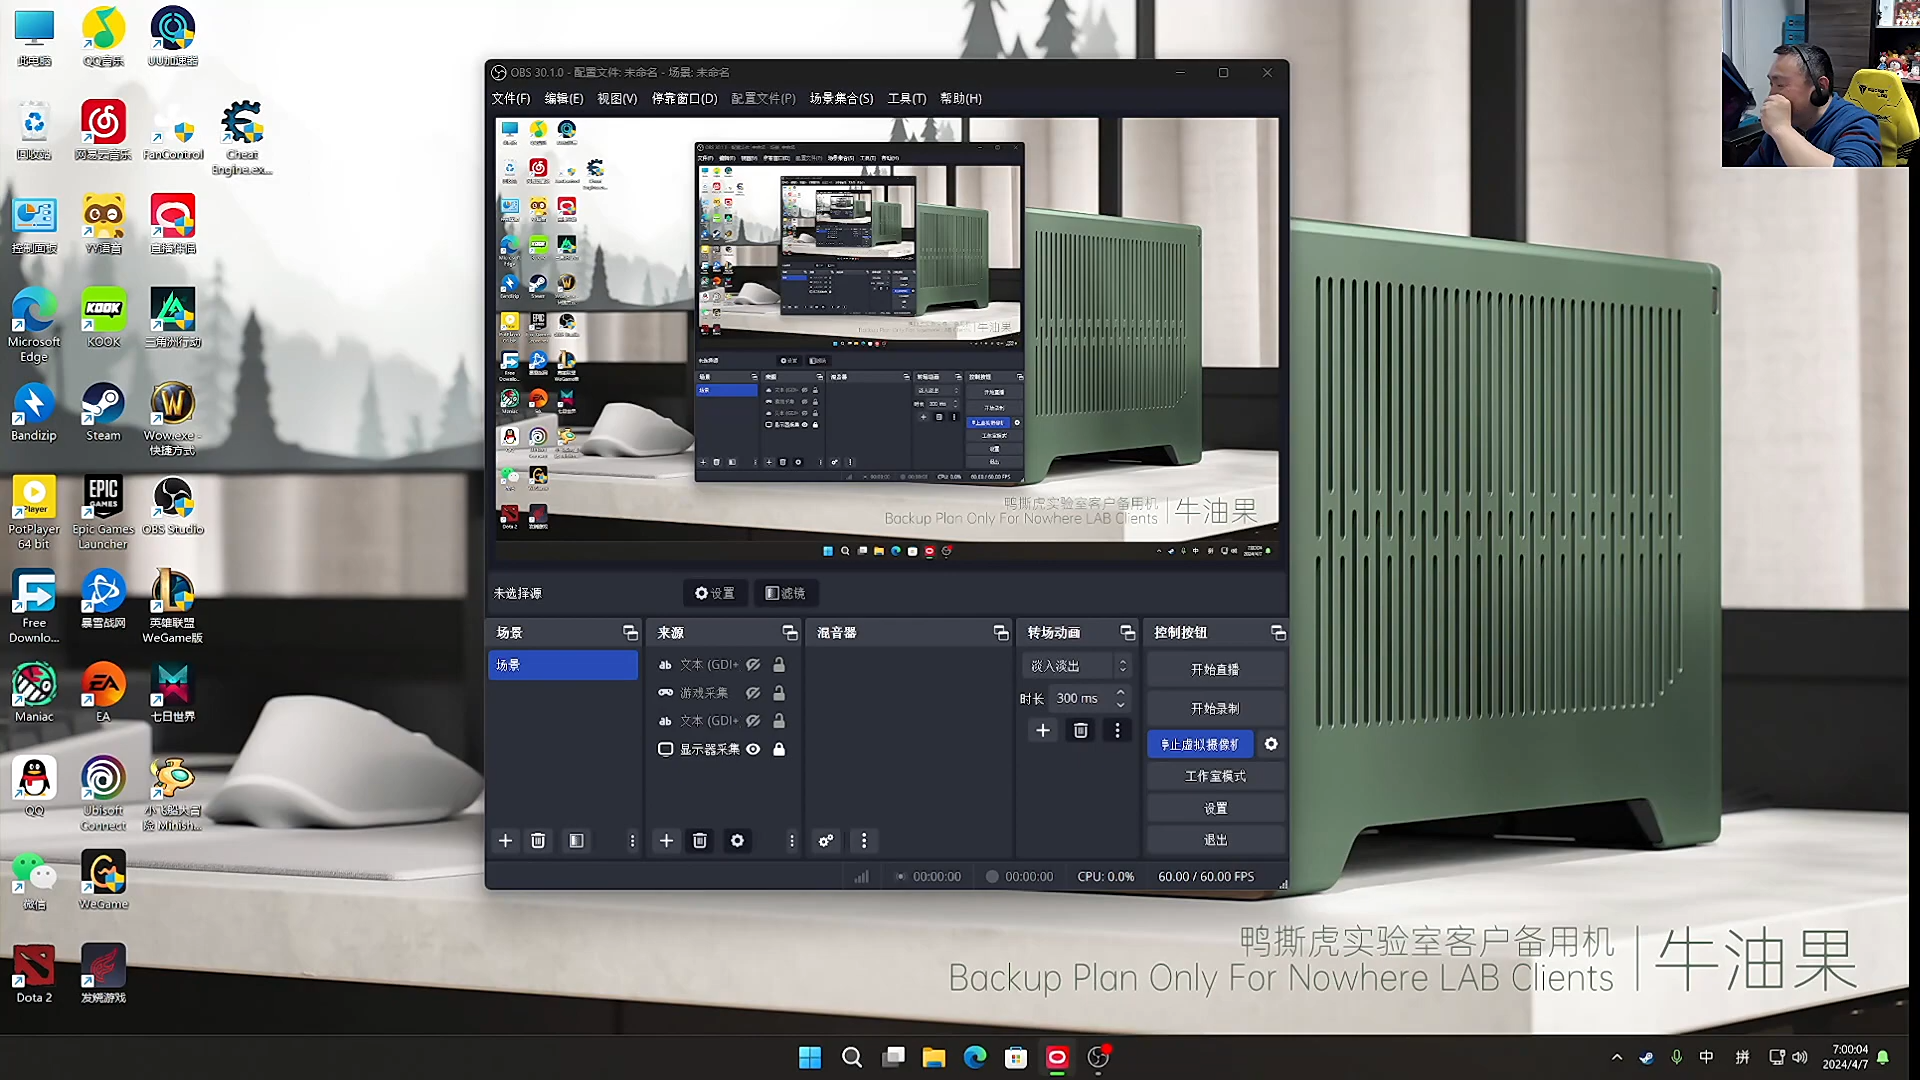 此电脑
QQ音乐
UU加速器
回收站
网易云音乐
FanControl
Cheat
Engine.ex...
控制面板
YY语音
直播伴侣
Microsoft
Edge
KOOK
三角洲行动
Bandizip
Steam
Wow.exe -
快捷方式
PotPlayer
64 bit
Epic Games
Launcher
OBS Studio
Free
Downlo...
暴雪战网
英雄联盟
WeGame版
Maniac
EA
七日世界
QQ
Ubisoft
Connect
小飞船大冒
险 Minish...
微信
WeGame
Dota 2
发烧游戏
OBS 30.1.0 - 配置文件: 未命名 - 场景: 未命名
文件(F) 编辑(E) 视图(V) 停靠窗口(D) 配置文件(P) 场景集合(S) 工具(T) 帮助(H)
鸭撕虎实验室客户备用机
Backup Plan Only For Nowhere LAB Clients
牛油果
未选择源 设置 滤镜
场景 来源 混音器 转场动画 控制按钮
场景
ab 文本 (GDI+
游戏采集
ab 文本 (GDI+
显示器采集
淡入淡出
时长 300 ms
开始直播
开始录制
停止虚拟摄像机
工作室模式
设置
退出
00:00:00 00:00:00 CPU: 0.0% 60.00 / 60.00 FPS
鸭撕虎实验室客户备用机
Backup Plan Only For Nowhere LAB Clients
牛油果
中 拼 7:00:04
2024/4/7